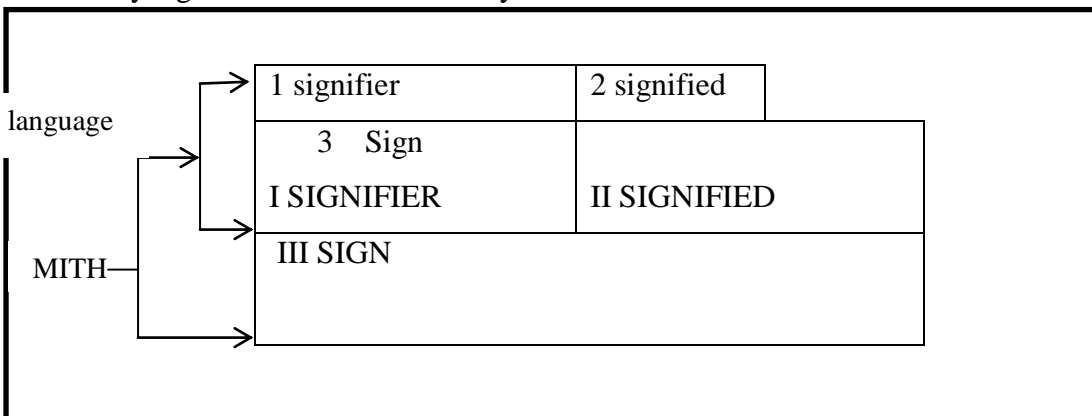 1 signifier 2 signified
language
3 Sign
I SIGNIFIER II SIGNIFIED
III SIGN
MITH